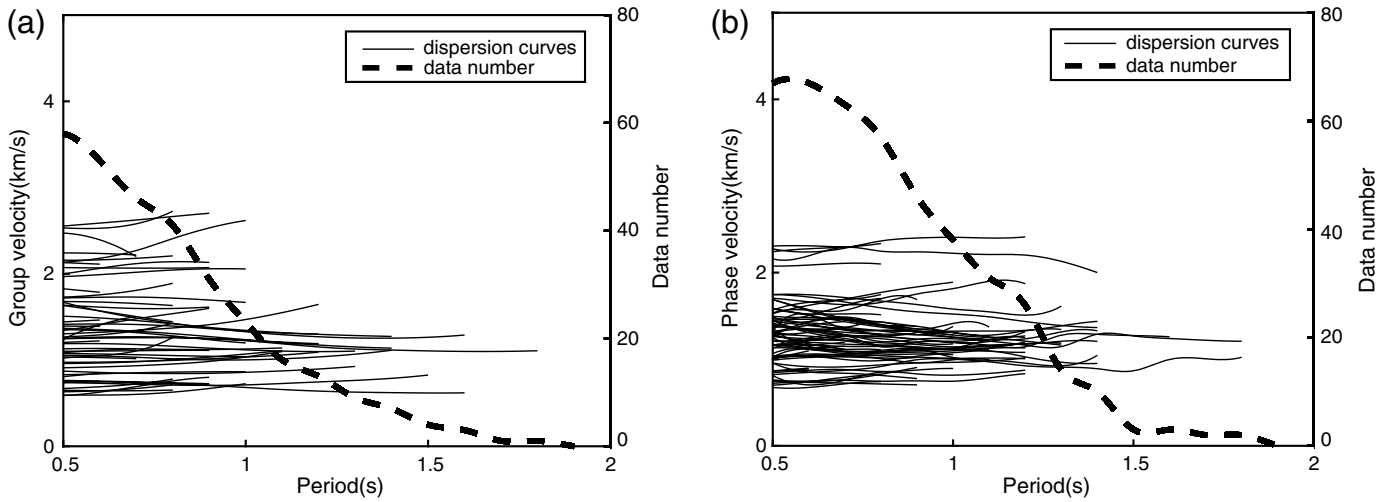 (a)
dispersion curves
data number
Group velocity(km/s)
4
2
0
80
60
40
20
0
Data number
0.5
1
1.5
2
Period(s)
(b)
dispersion curves
data number
Phase velocity(km/s)
4
2
0
80
60
40
20
0
Data number
0.5
1
1.5
2
Period(s)